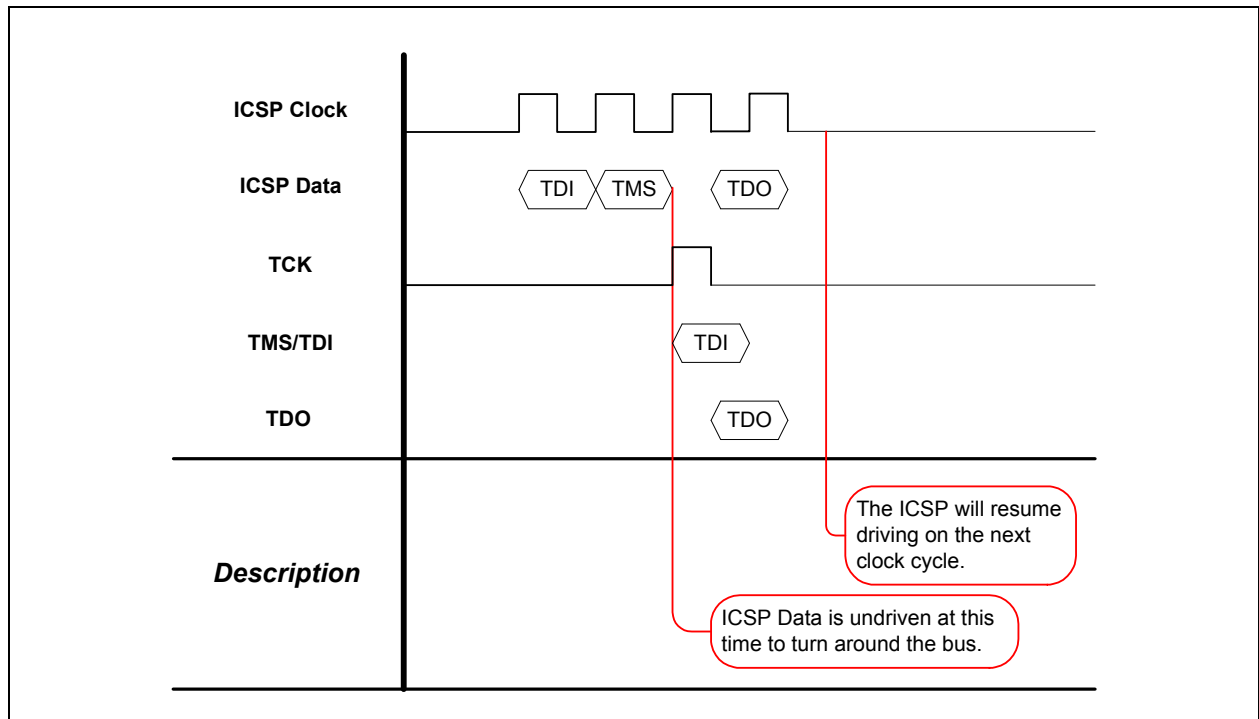 ICSP Clock
ICSP Data
TDI
TMS
TDO
TCK
TMS/TDI
TDI
TDO
TDO
Description
The ICSP will resume
driving on the next
clock cycle.
ICSP Data is undriven at this
time to turn around the bus.